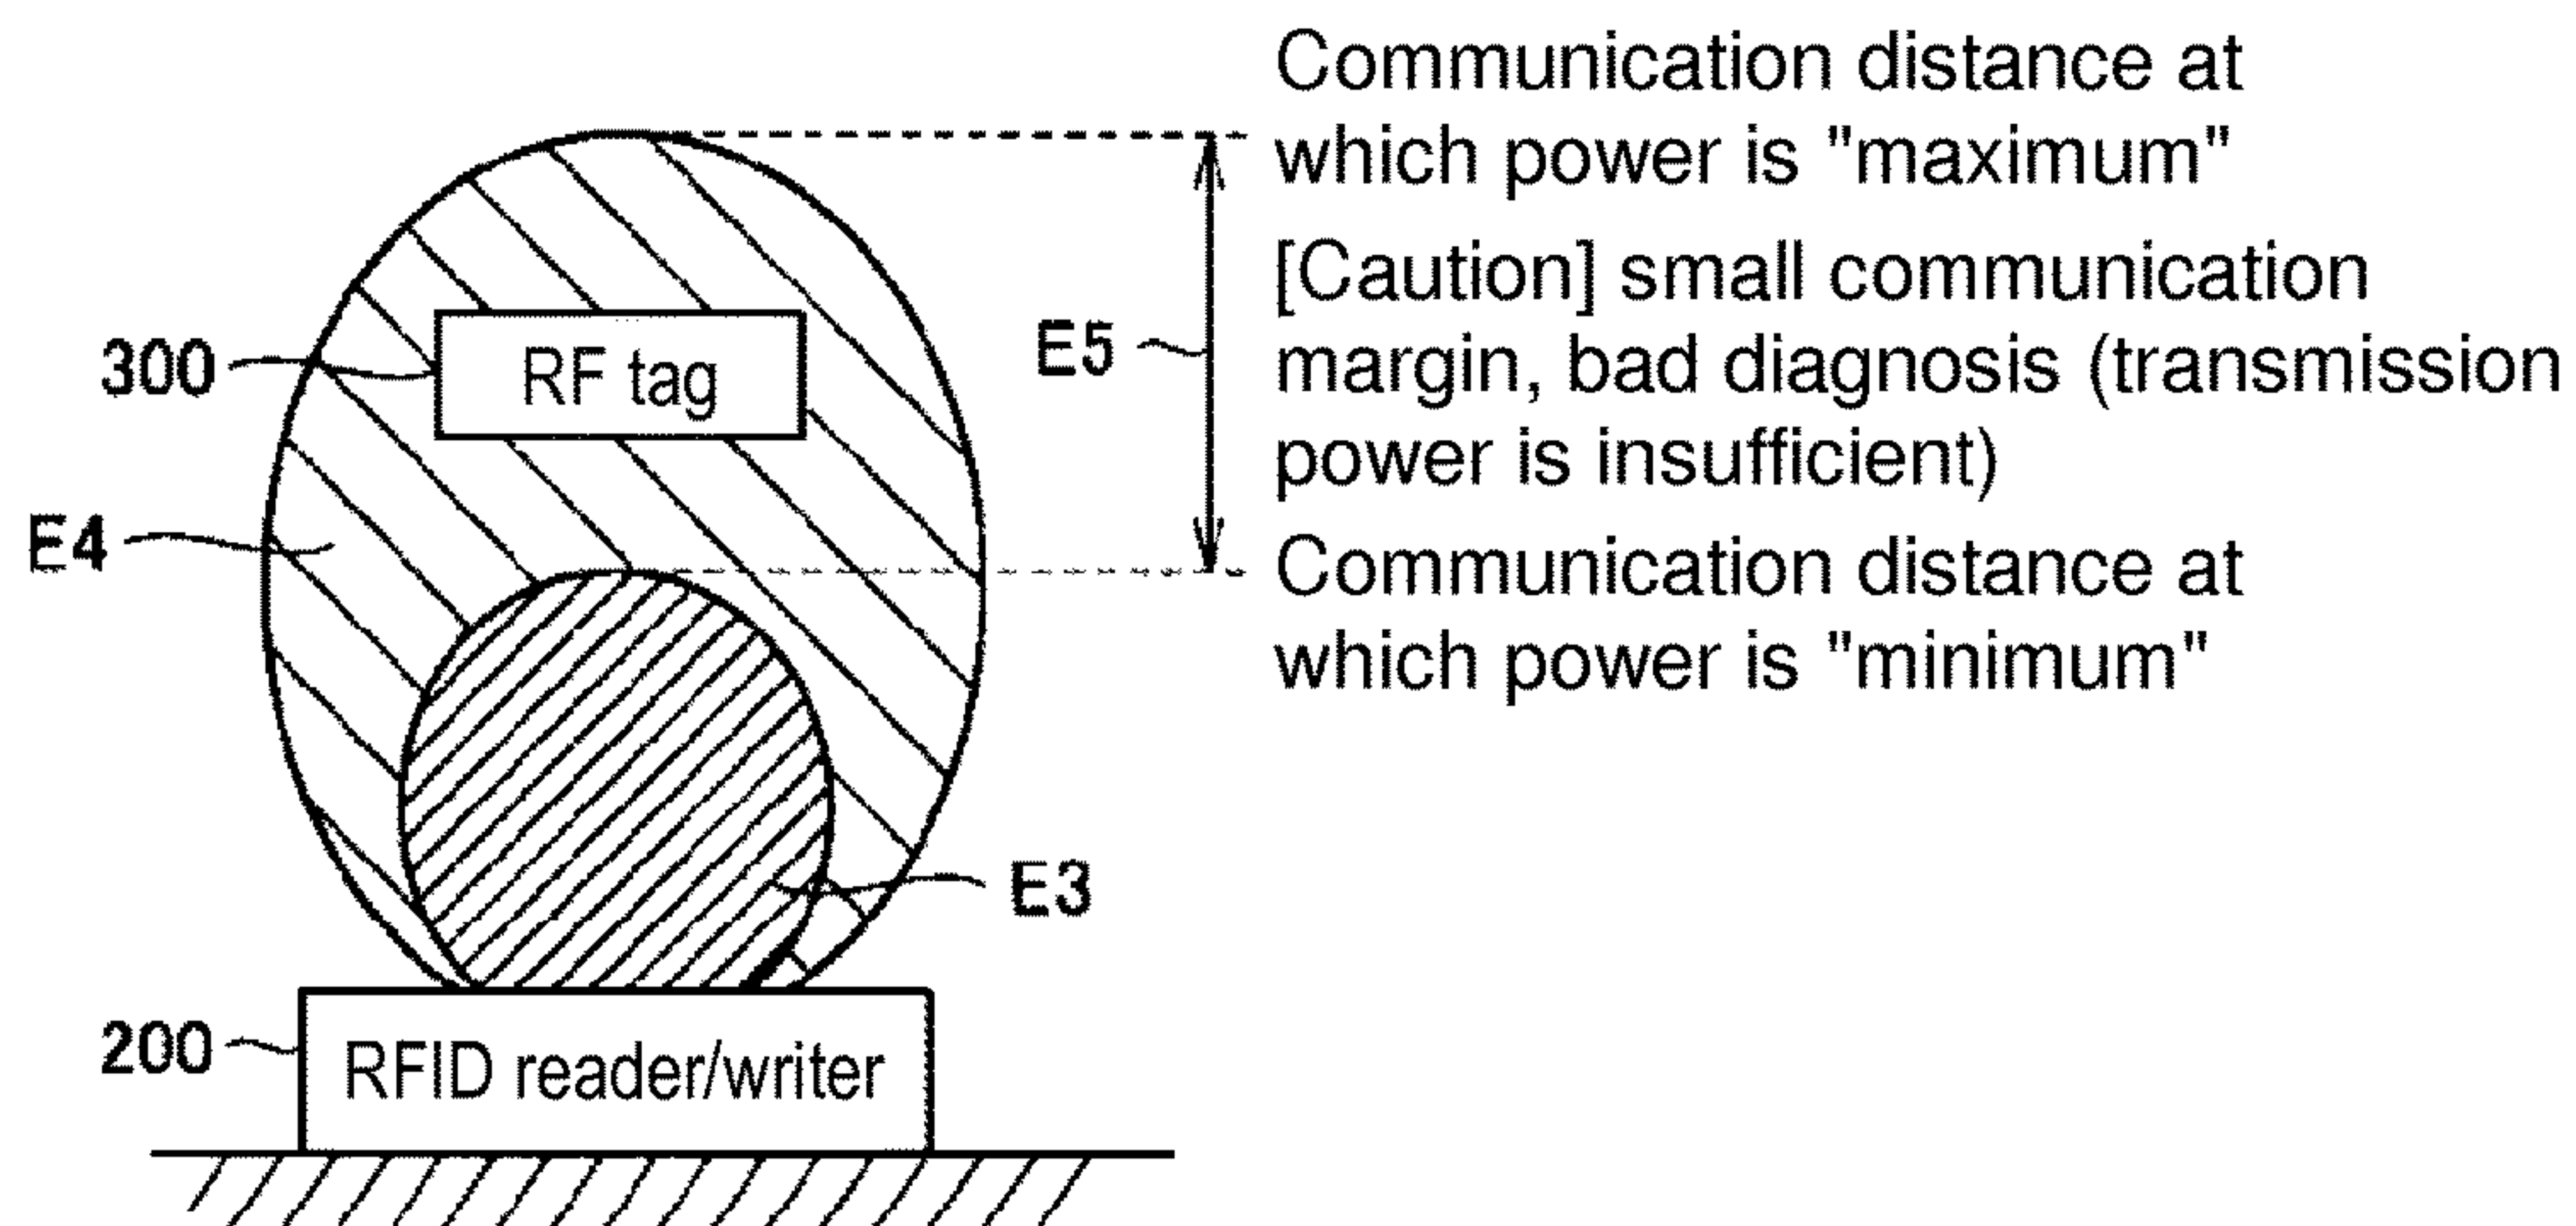 Communication distance at
which power is "maximum"
[Caution] small communication
margin, bad diagnosis (transmission
power is insufficient)
Communication distance at
which power is "minimum"
E5
300
RF tag
E4
E3
200
RFID reader/writer